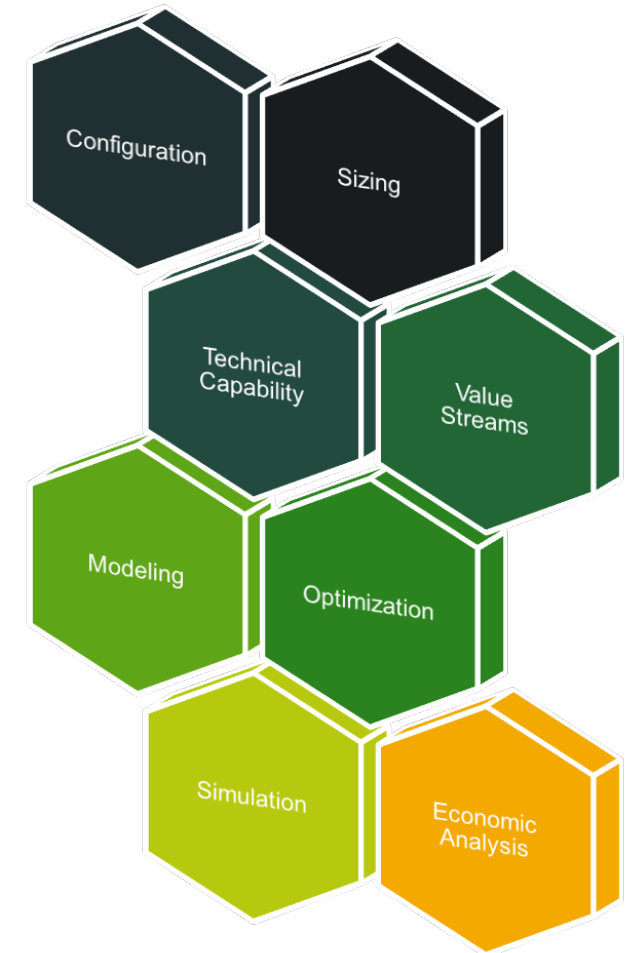 Configuration
Sizing
Technical
Capability
Value
Streams
Modeling
Optimization
Simulation
Economic
Analysis